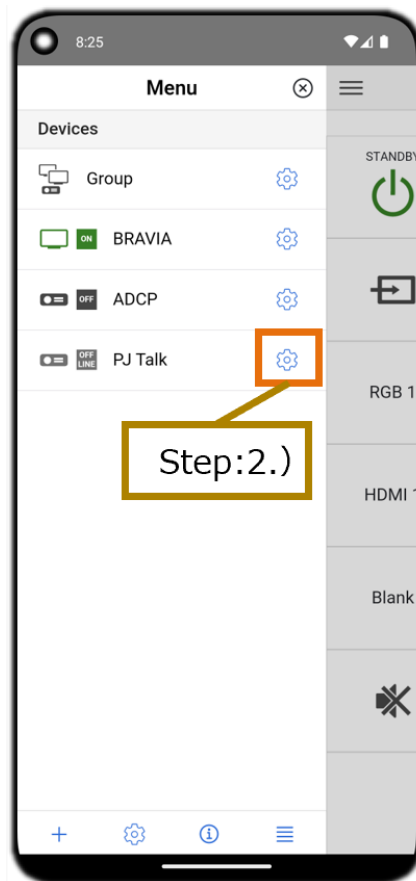 8:25
Menu
Devices
Group
ON BRAVIA
OFF ADCP
OFF LINE PJ Talk
Step:2.)
STANDBY
RGB 1
HDMI 1
Blank